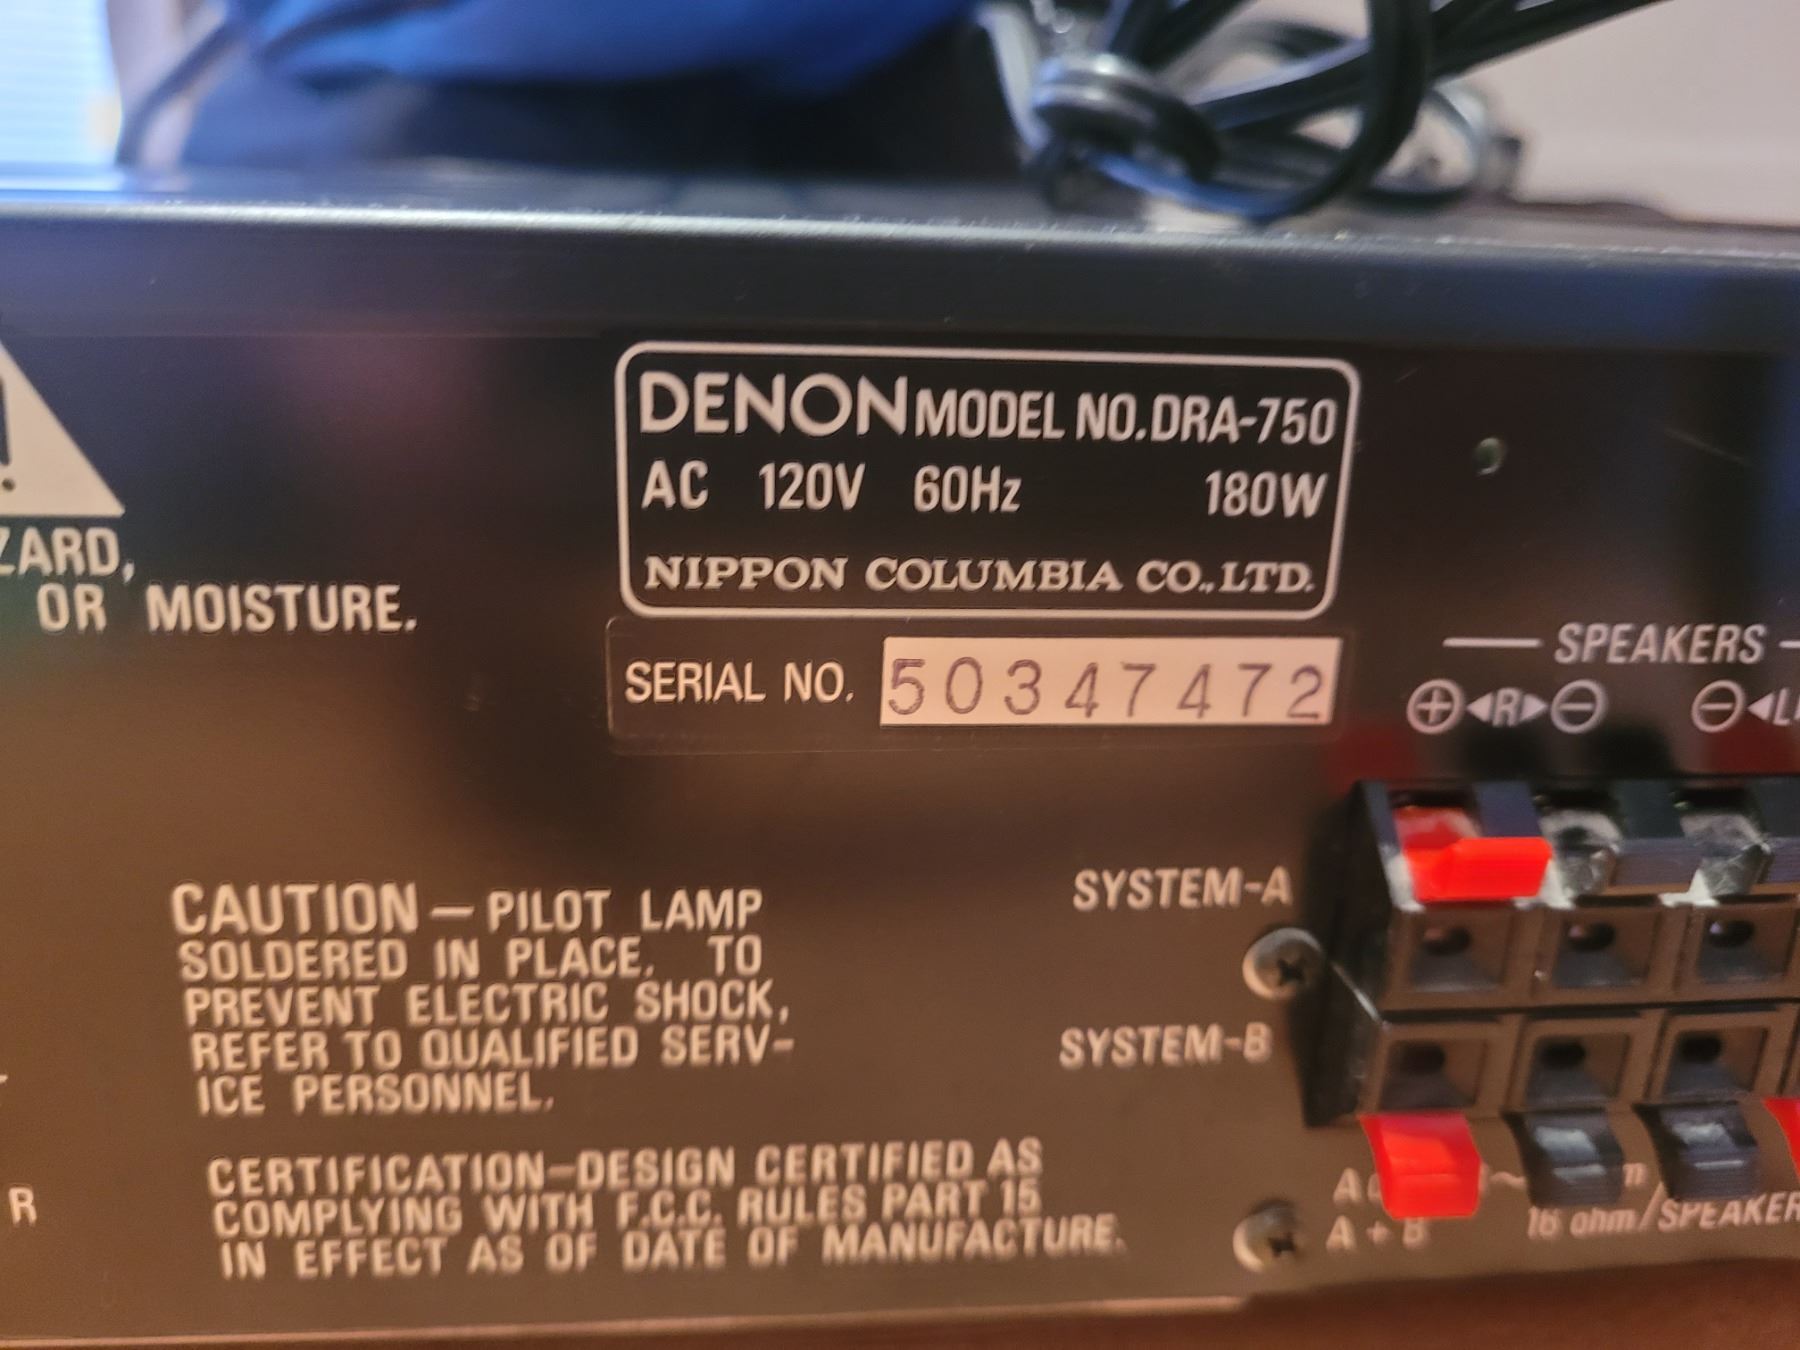 DENON MODEL NO. DRA-750
AC 120V 60Hz 180W
NIPPON COLUMBIA CO., LTD.
SERIAL NO. 50347472
OR MOISTURE.
SPEAKERS
R
SYSTEM-A
SYSTEM-B
CAUTION — PILOT LAMP
SOLDERED IN PLACE. TO
PREVENT ELECTRIC SHOCK,
REFER TO QUALIFIED SERV-
ICE PERSONNEL.
CERTIFICATION—DESIGN CERTIFIED AS
COMPLYING WITH F.C.C. RULES PART 15
IN EFFECT AS OF DATE OF MANUFACTURE.
R
A + B 16 ohm/SPEAKER